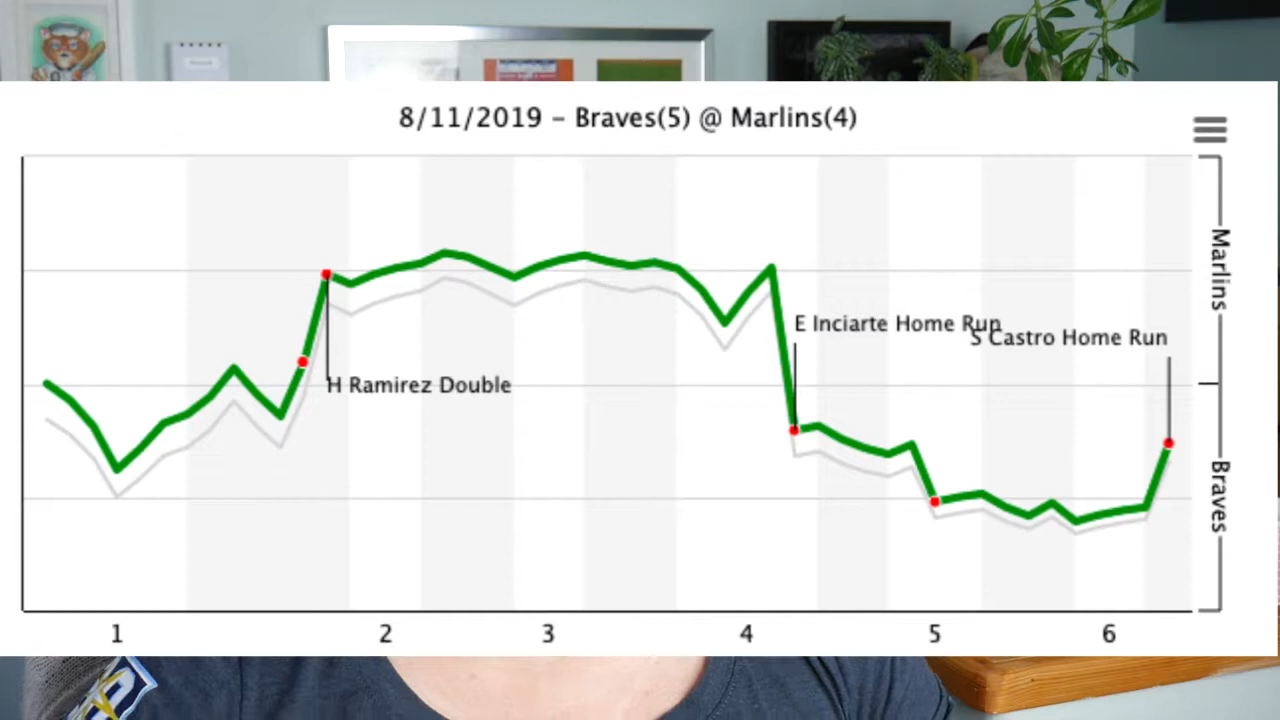 8/11/2019 – Braves(5) @ Marlins(4)
E Inciarte Home Run
S Castro Home Run
H Ramirez Double
Marlins
Braves
1 2 3 4 5 6